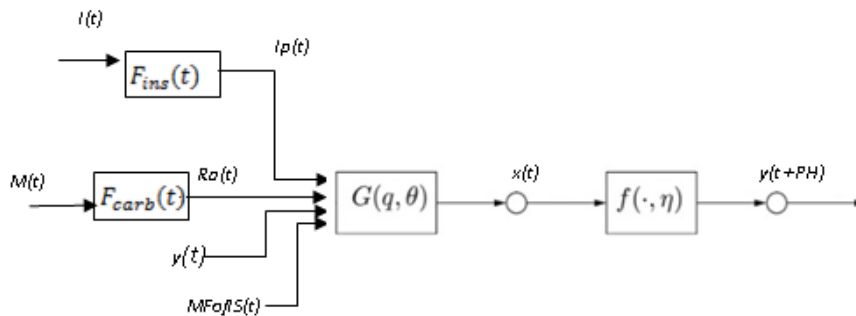 I(t)
Ip(t)
F_ins(t)
M(t)
F_carb(t)
Ra(t)
y(t)
MFofIS(t)
G(q, θ)
x(t)
f(·, η)
y(t+PH)